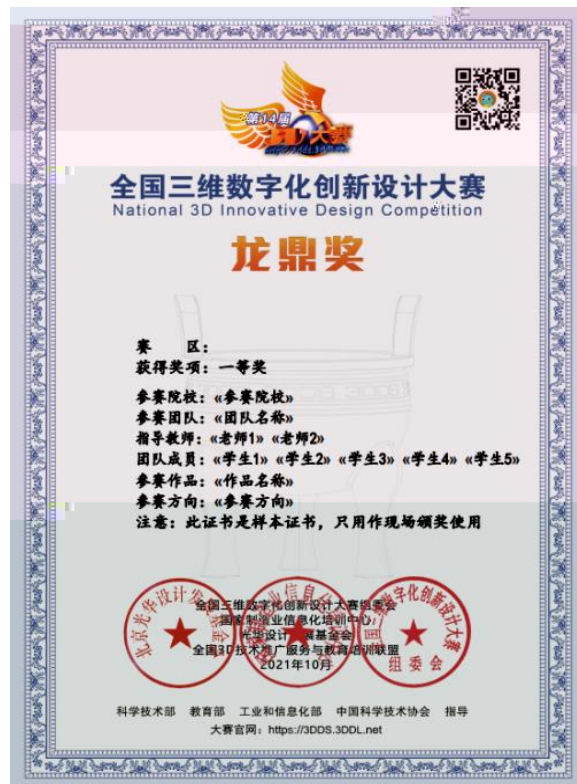 第14届
3D大赛
全国三维数字化创新设计大赛
National 3D Innovative Design Competition
龙鼎奖
赛 区：
获得奖项：一等奖
参赛院校：«参赛院校»
参赛团队：«团队名称»
指导教师：«老师1» «老师2»
团队成员：«学生1» «学生2» «学生3» «学生4» «学生5»
参赛作品：«作品名称»
参赛方向：«参赛方向»
注意：此证书是样本证书，只用作现场颁奖使用
全国三维数字化创新设计大赛组委会
国家制造业信息化培训中心
光华设计发展基金会
全国3D技术推广服务与教育培训联盟
2021年10月
组委会
科学技术部 教育部 工业和信息化部 中国科学技术协会 指导
大赛官网：https://3DDS.3DDL.net